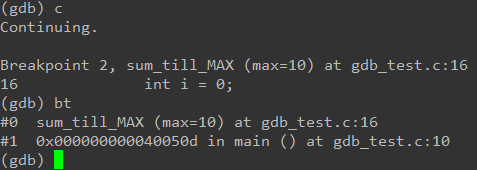 (gdb) c
Continuing.
Breakpoint 2, sum_till_MAX (max=10) at gdb_test.c:16
16              int i = 0;
(gdb) bt
#0  sum_till_MAX (max=10) at gdb_test.c:16
#1  0x000000000040050d in main () at gdb_test.c:10
(gdb)